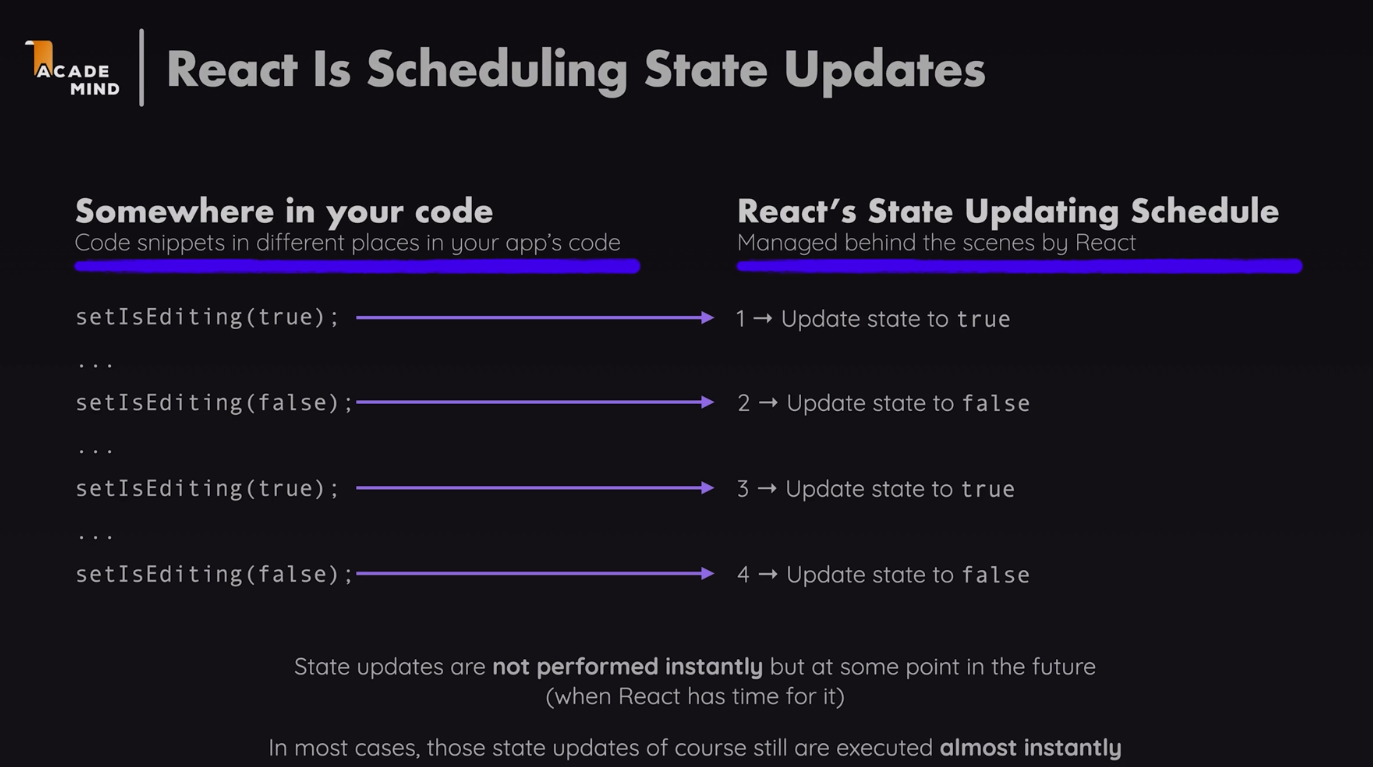 ACADE
MIND
React Is Scheduling State Updates
Somewhere in your code
Code snippets in different places in your app's code
setIsEditing(true);
...
setIsEditing(false);
...
setIsEditing(true);
...
setIsEditing(false);
React's State Updating Schedule
Managed behind the scenes by React
1 → Update state to true
2 → Update state to false
3 → Update state to true
4 → Update state to false
State updates are not performed instantly but at some point in the future
(when React has time for it)
In most cases, those state updates of course still are executed almost instantly